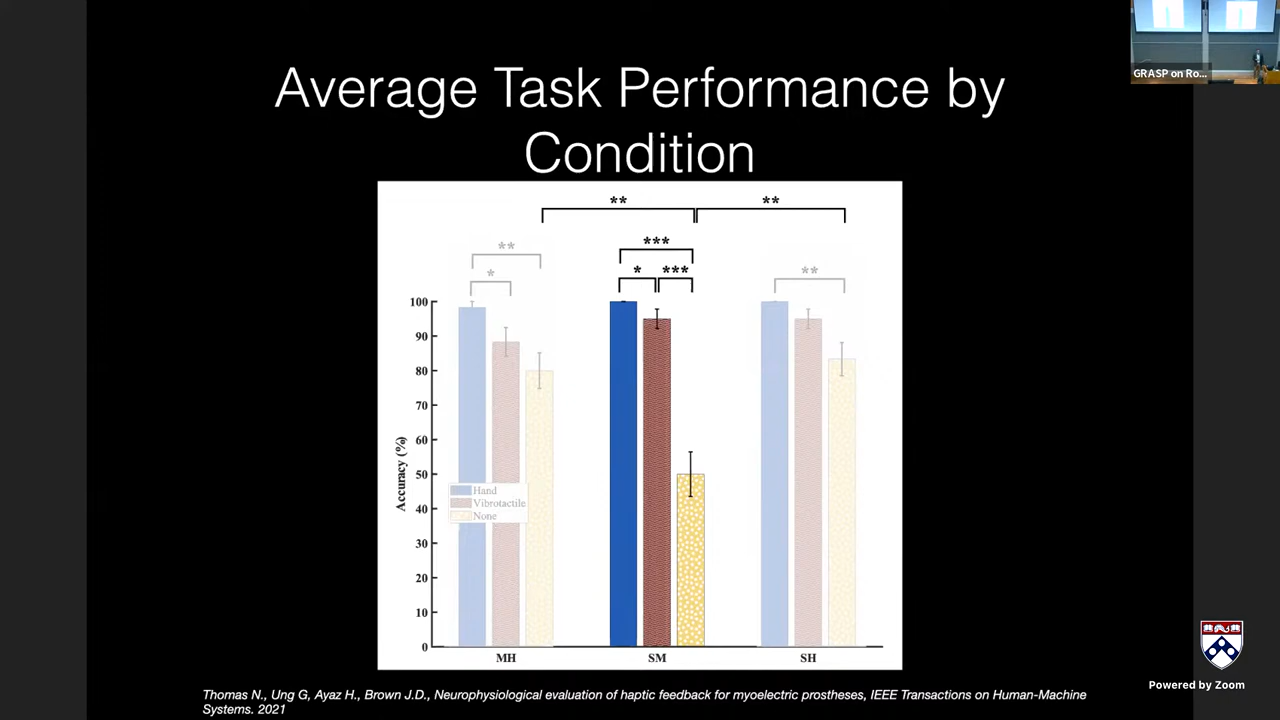 GRASP on Ro...
Average Task Performance by
Condition
**
**
***
**
*
***
**
*
**
100
90
80
70
60
50
40
30
20
10
0
Accuracy (%)
Hand
Vibrotactile
None
MH
SM
SH
Thomas N., Ung G, Ayaz H., Brown J.D., Neurophysiological evaluation of haptic feedback for myoelectric prostheses, IEEE Transactions on Human-Machine
Systems. 2021
Powered by Zoom